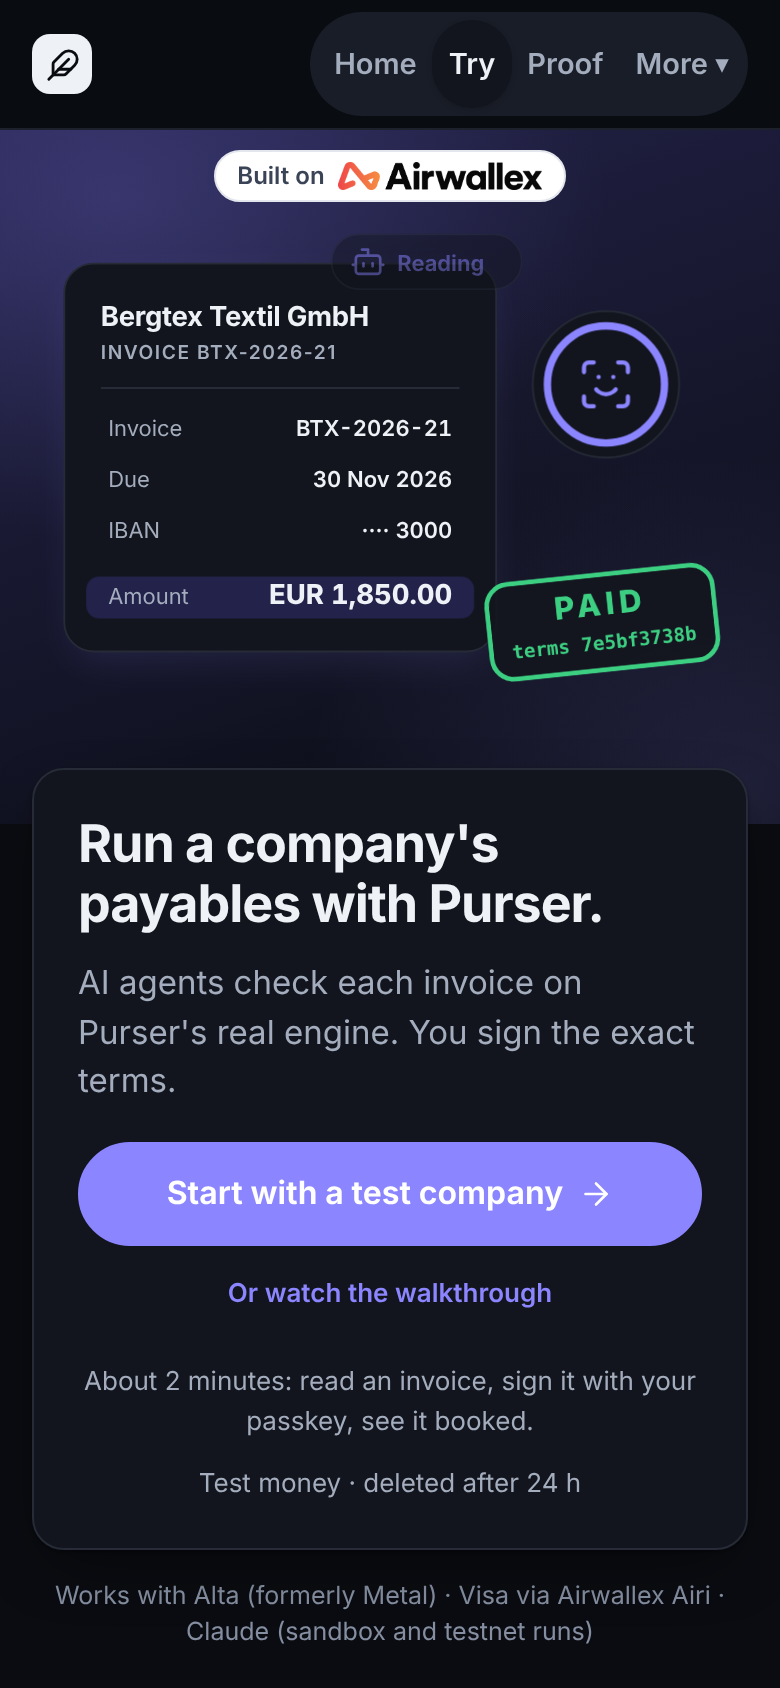 Home Try Proof More ▾
Built on Airwallex
Reading
Bergtex Textil GmbH
INVOICE BTX-2026-21
Invoice BTX-2026-21
Due 30 Nov 2026
IBAN ···· 3000
Amount EUR 1,850.00
PAID
terms 7e5bf3738b
Run a company's
payables with Purser.
AI agents check each invoice on
Purser's real engine. You sign the exact
terms.
Start with a test company →
Or watch the walkthrough
About 2 minutes: read an invoice, sign it with your
passkey, see it booked.
Test money · deleted after 24 h
Works with Alta (formerly Metal) · Visa via Airwallex Airi ·
Claude (sandbox and testnet runs)